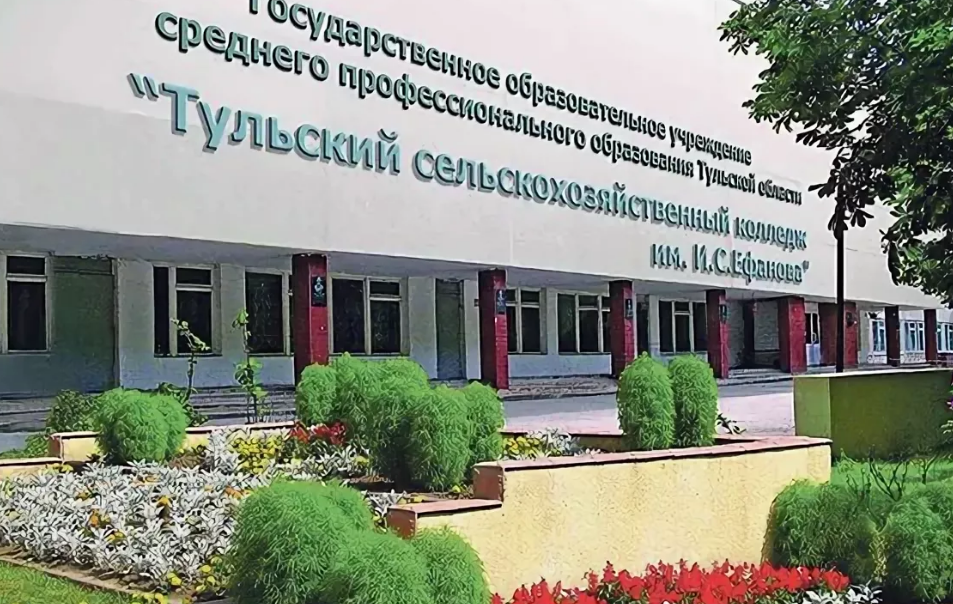 Государственное образовательное учреждение
среднего профессионального образования Тульской области
"Тульский сельскохозяйственный колледж
им. И.С.Ефанова"